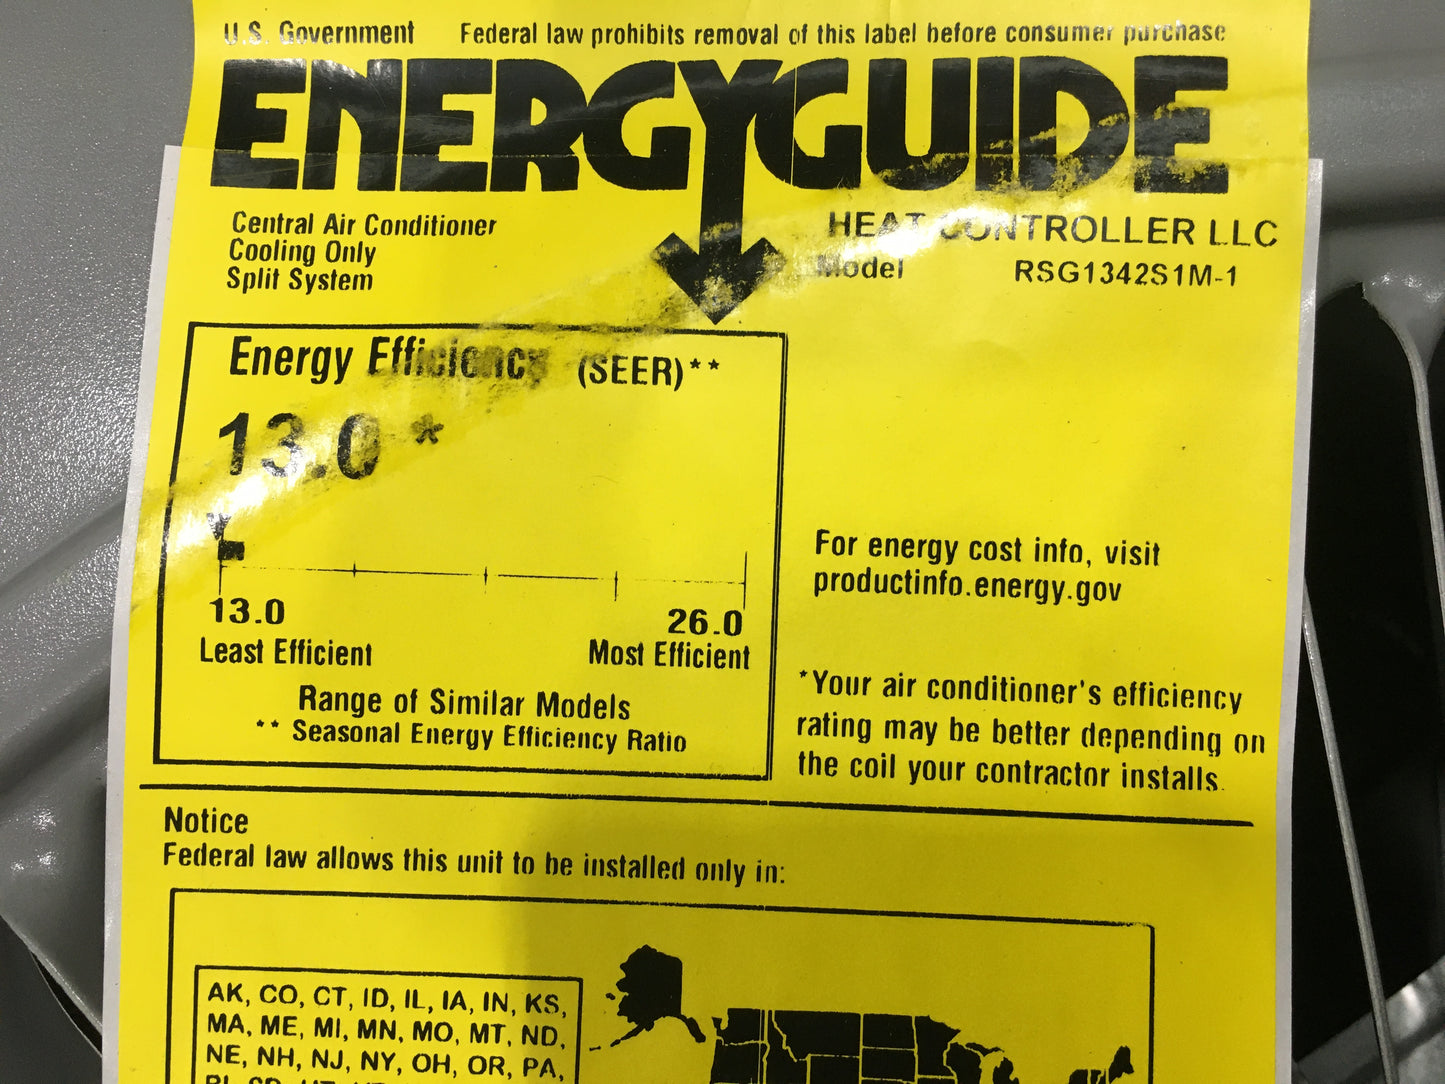 U.S. Government Federal law prohibits removal of this label before consumer purchase
ENERGYGUIDE
Central Air Conditioner
Cooling Only
Split System
HEAT CONTROLLER LLC
Model RSG1342S1M-1
Energy Efficiency (SEER)**
13.0 *
13.0
Least Efficient
26.0
Most Efficient
Range of Similar Models
** Seasonal Energy Efficiency Ratio
For energy cost info, visit
productinfo.energy.gov
*Your air conditioner's efficiency
rating may be better depending on
the coil your contractor installs.
Notice
Federal law allows this unit to be installed only in:
AK, CO, CT, ID, IL, IA, IN, KS,
MA, ME, MI, MN, MO, MT, ND,
NE, NH, NJ, NY, OH, OR, PA,